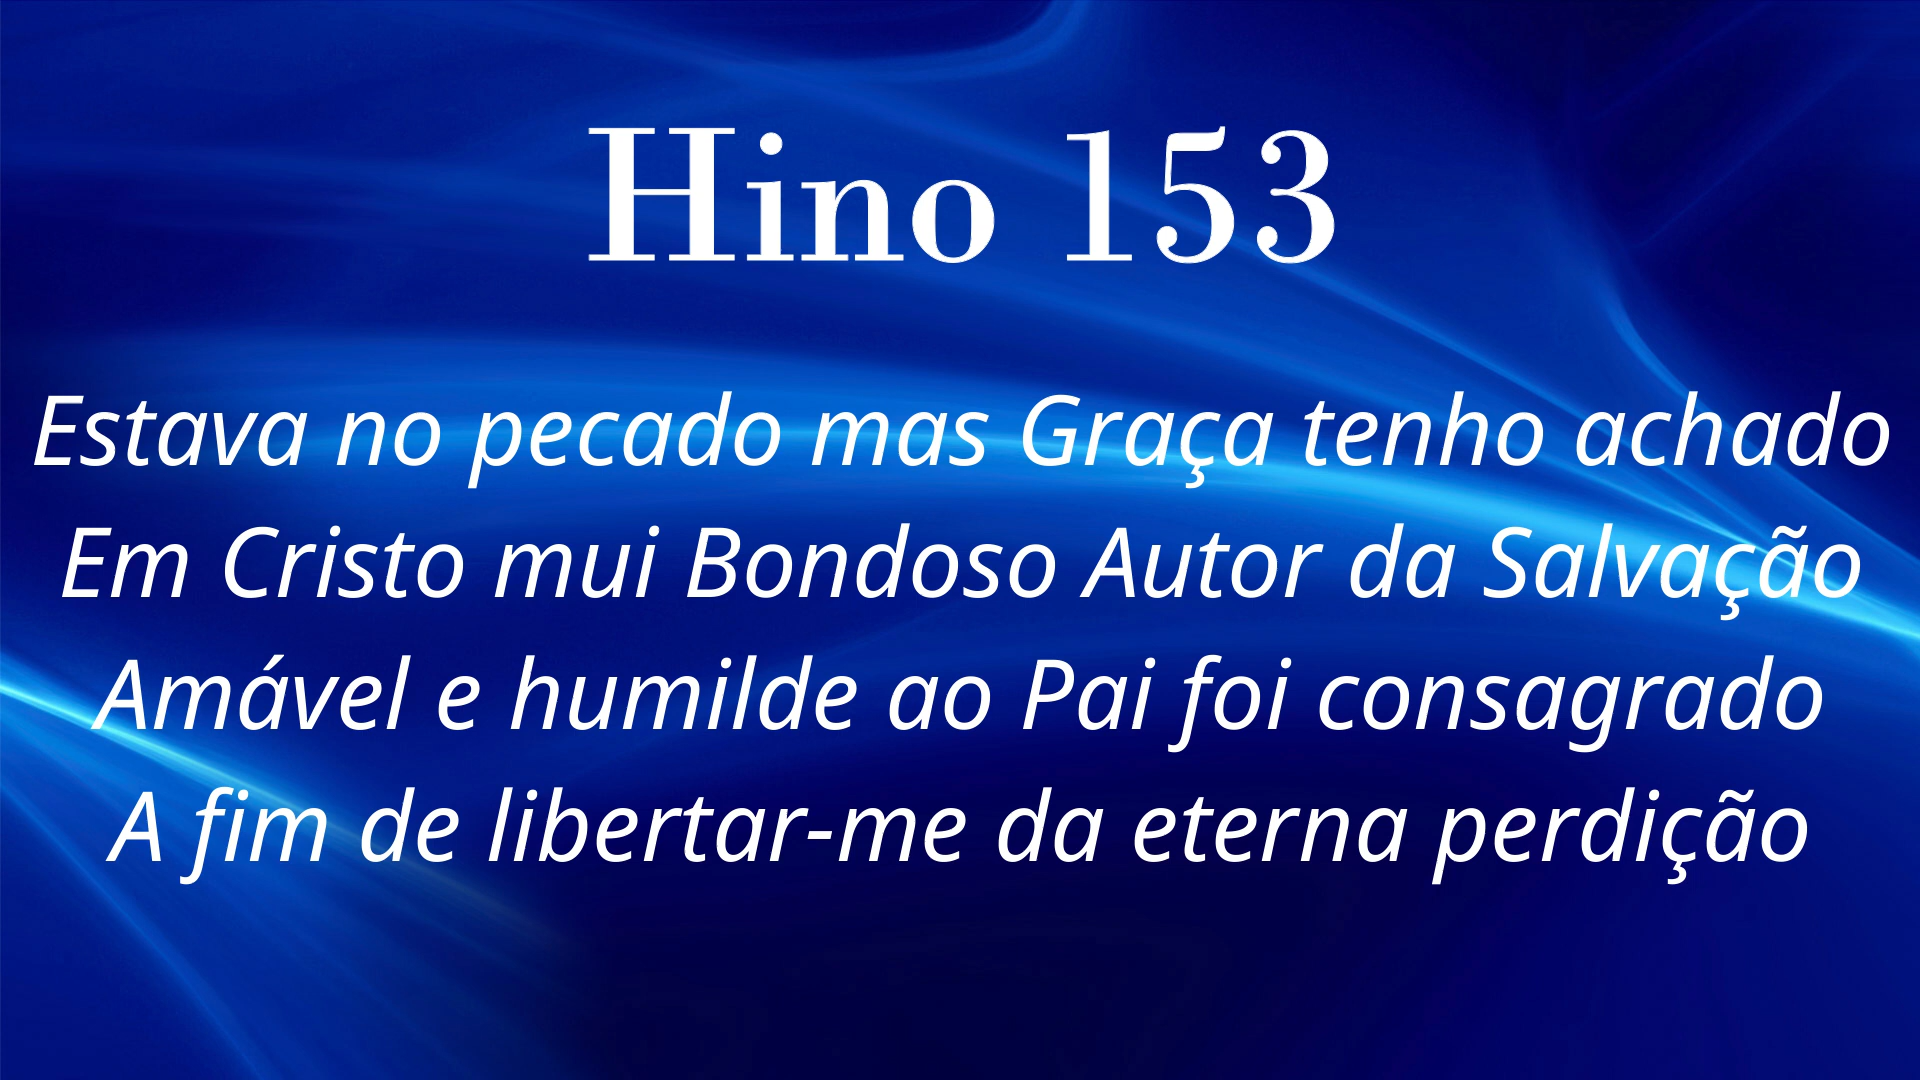 Hino 153
Estava no pecado mas Graça tenho achado
Em Cristo mui Bondoso Autor da Salvação
Amável e humilde ao Pai foi consagrado
A fim de libertar-me da eterna perdição